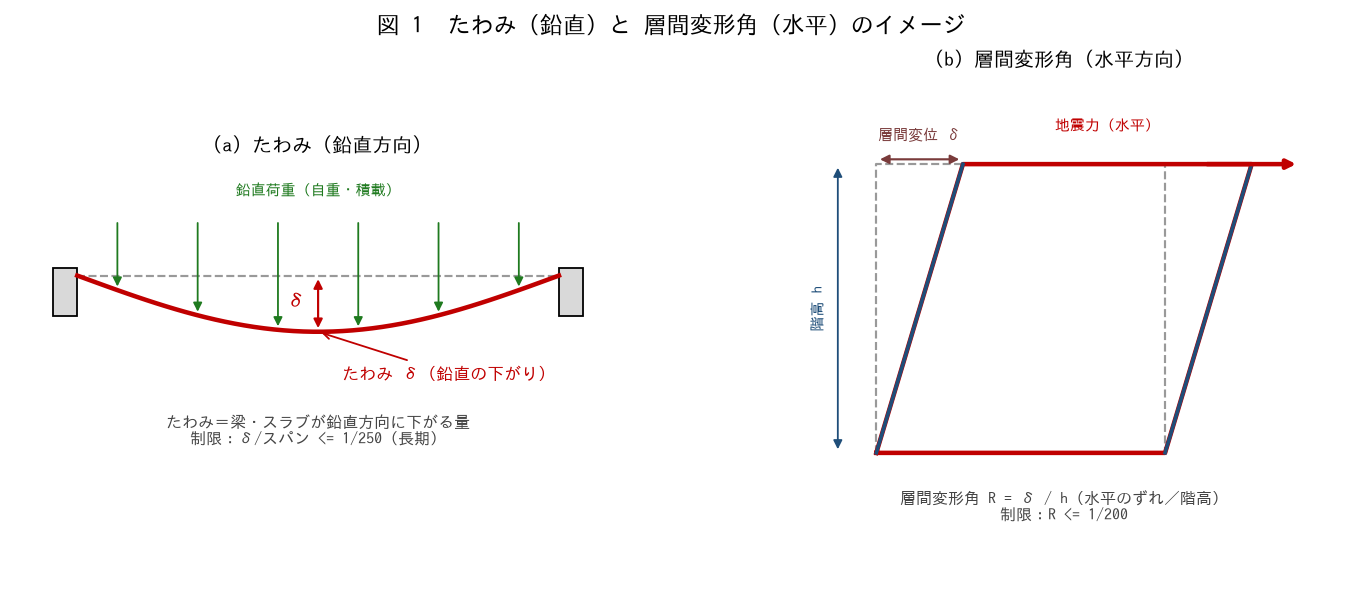 図 1　たわみ（鉛直）と 層間変形角（水平）のイメージ
（a）たわみ（鉛直方向）
鉛直荷重（自重・積載）
δ
たわみ δ（鉛直の下がり）
たわみ＝梁・スラブが鉛直方向に下がる量
制限：δ/スパン <= 1/250（長期）
（b）層間変形角（水平方向）
地震力（水平）
層間変位 δ
階高 h
層間変形角 R = δ / h（水平のずれ／階高）
制限：R <= 1/200